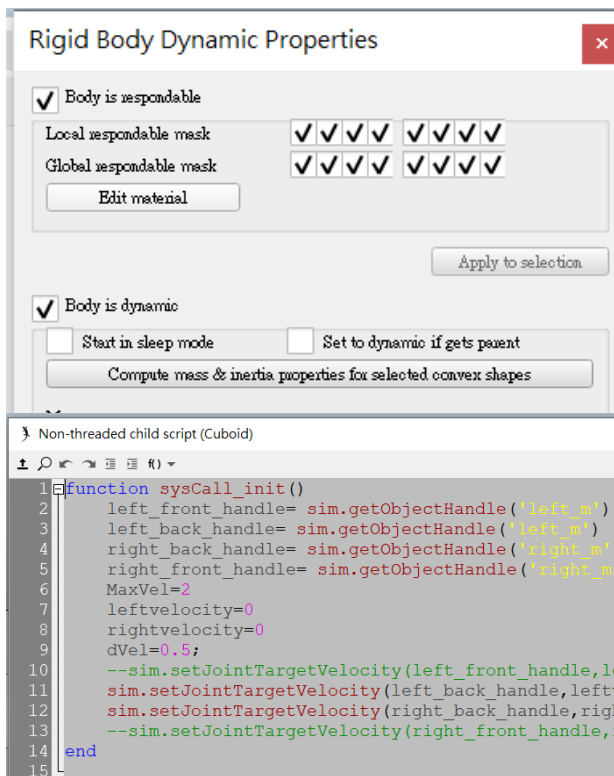 Rigid Body Dynamic Properties
Body is respondable
Local respondable mask
Global respondable mask
Edit material
Apply to selection
Body is dynamic
Start in sleep mode
Set to dynamic if gets parent
Compute mass & inertia properties for selected convex shapes
Non-threaded child script (Cuboid)
f()
1 function sysCall_init()
2 left_front_handle= sim.getObjectHandle('left_m')
3 left_back_handle= sim.getObjectHandle('left_m')
4 right_back_handle= sim.getObjectHandle('right_m'
5 right_front_handle= sim.getObjectHandle('right_m
6 MaxVel=2
7 leftvelocity=0
8 rightvelocity=0
9 dVel=0.5;
10 --sim.setJointTargetVelocity(left_front_handle,le
11 sim.setJointTargetVelocity(left_back_handle,left
12 sim.setJointTargetVelocity(right_back_handle,rig
13 --sim.setJointTargetVelocity(right_front_handle,
14 end
15